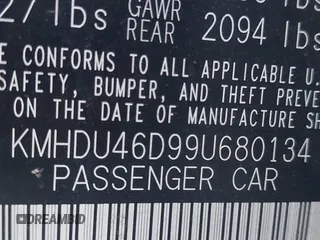 27 lbs GAWR
REAR 2094 lbs
E CONFORMS TO ALL APPLICABLE U.
SAFETY, BUMPER, AND THEFT PREVE
ON THE DATE OF MANUFACTURE SH
KMHDU46D99U680134
PASSENGER CAR
DREAMBID